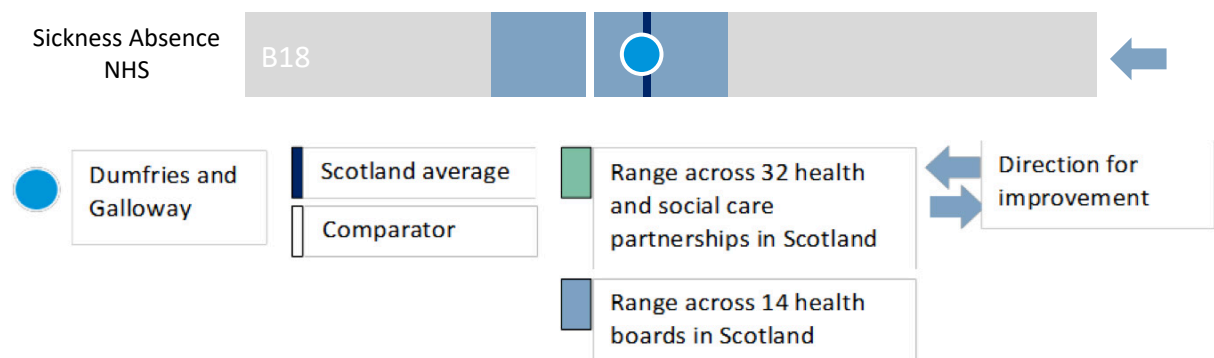 Sickness Absence
NHS
B18
Dumfries and
Galloway
Scotland average
Comparator
Range across 32 health
and social care
partnerships in Scotland
Range across 14 health
boards in Scotland
Direction for
improvement